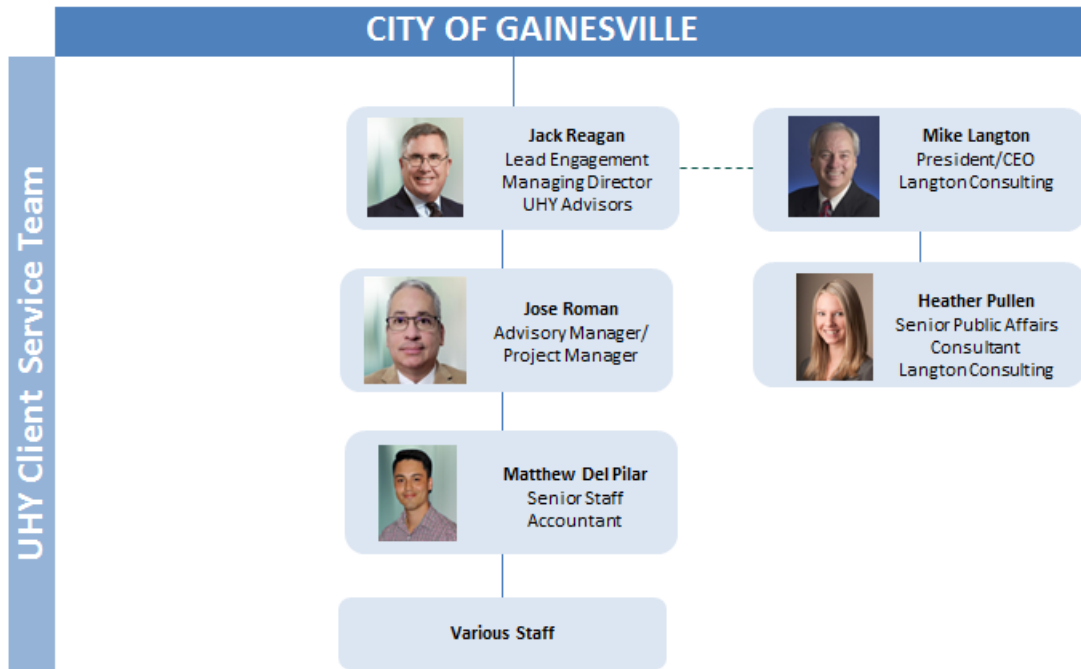 CITY OF GAINESVILLE
UHY Client Service Team
Jack Reagan
Lead Engagement
Managing Director
UHY Advisors
Mike Langton
President/CEO
Langton Consulting
Jose Roman
Advisory Manager/
Project Manager
Heather Pullen
Senior Public Affairs
Consultant
Langton Consulting
Matthew Del Pilar
Senior Staff
Accountant
Various Staff